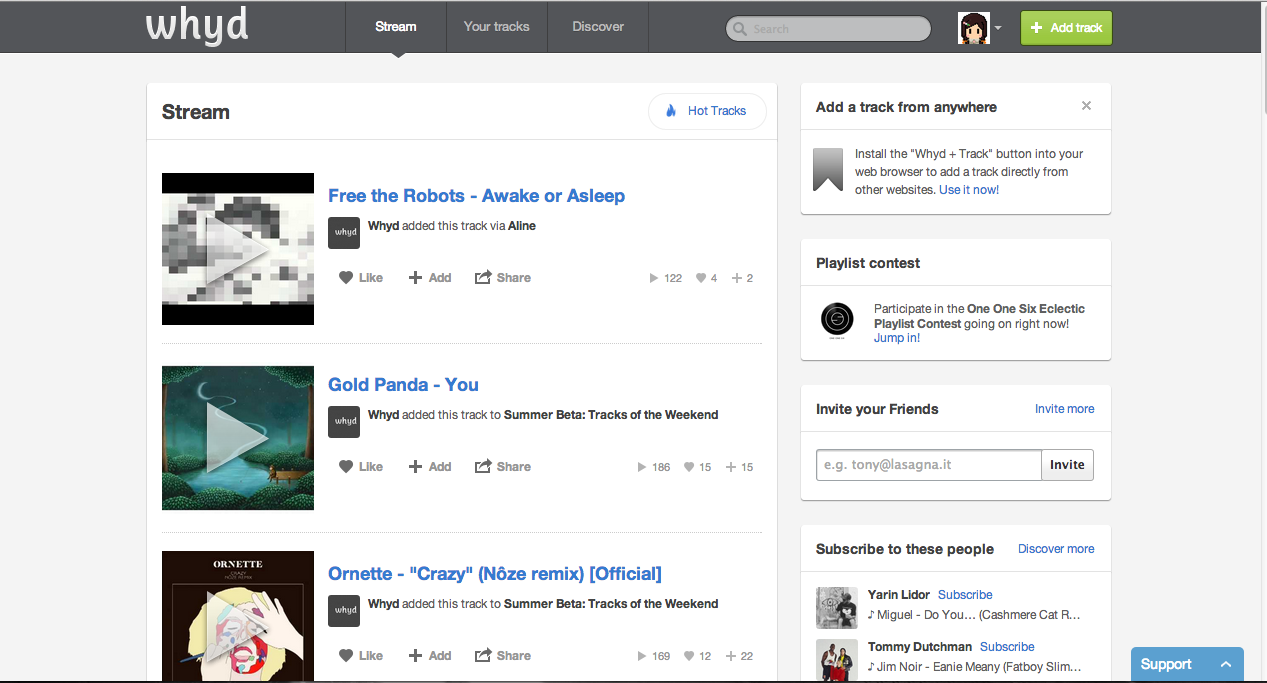 whyd
Stream
Your tracks
Discover
Search
+ Add track
Stream
Hot Tracks
Free the Robots - Awake or Asleep
whyd
Whyd added this track via Aline
Like
Add
Share
122
4
2
Gold Panda - You
whyd
Whyd added this track to Summer Beta: Tracks of the Weekend
Like
Add
Share
186
15
15
ORNETTE
CRAZY
NÔZE REMIX
Ornette - "Crazy" (Nôze remix) [Official]
whyd
Whyd added this track to Summer Beta: Tracks of the Weekend
Like
Add
Share
169
12
22
Add a track from anywhere
Install the "Whyd + Track" button into your
web browser to add a track directly from
other websites. Use it now!
Playlist contest
Participate in the One One Six Eclectic
Playlist Contest going on right now!
Jump in!
Invite your Friends
Invite more
e.g. tony@lasagna.it
Invite
Subscribe to these people
Discover more
Yarin Lidor Subscribe
♪ Miguel - Do You... (Cashmere Cat R...
Tommy Dutchman Subscribe
♪ Jim Noir - Eanie Meany (Fatboy Slim...
Support